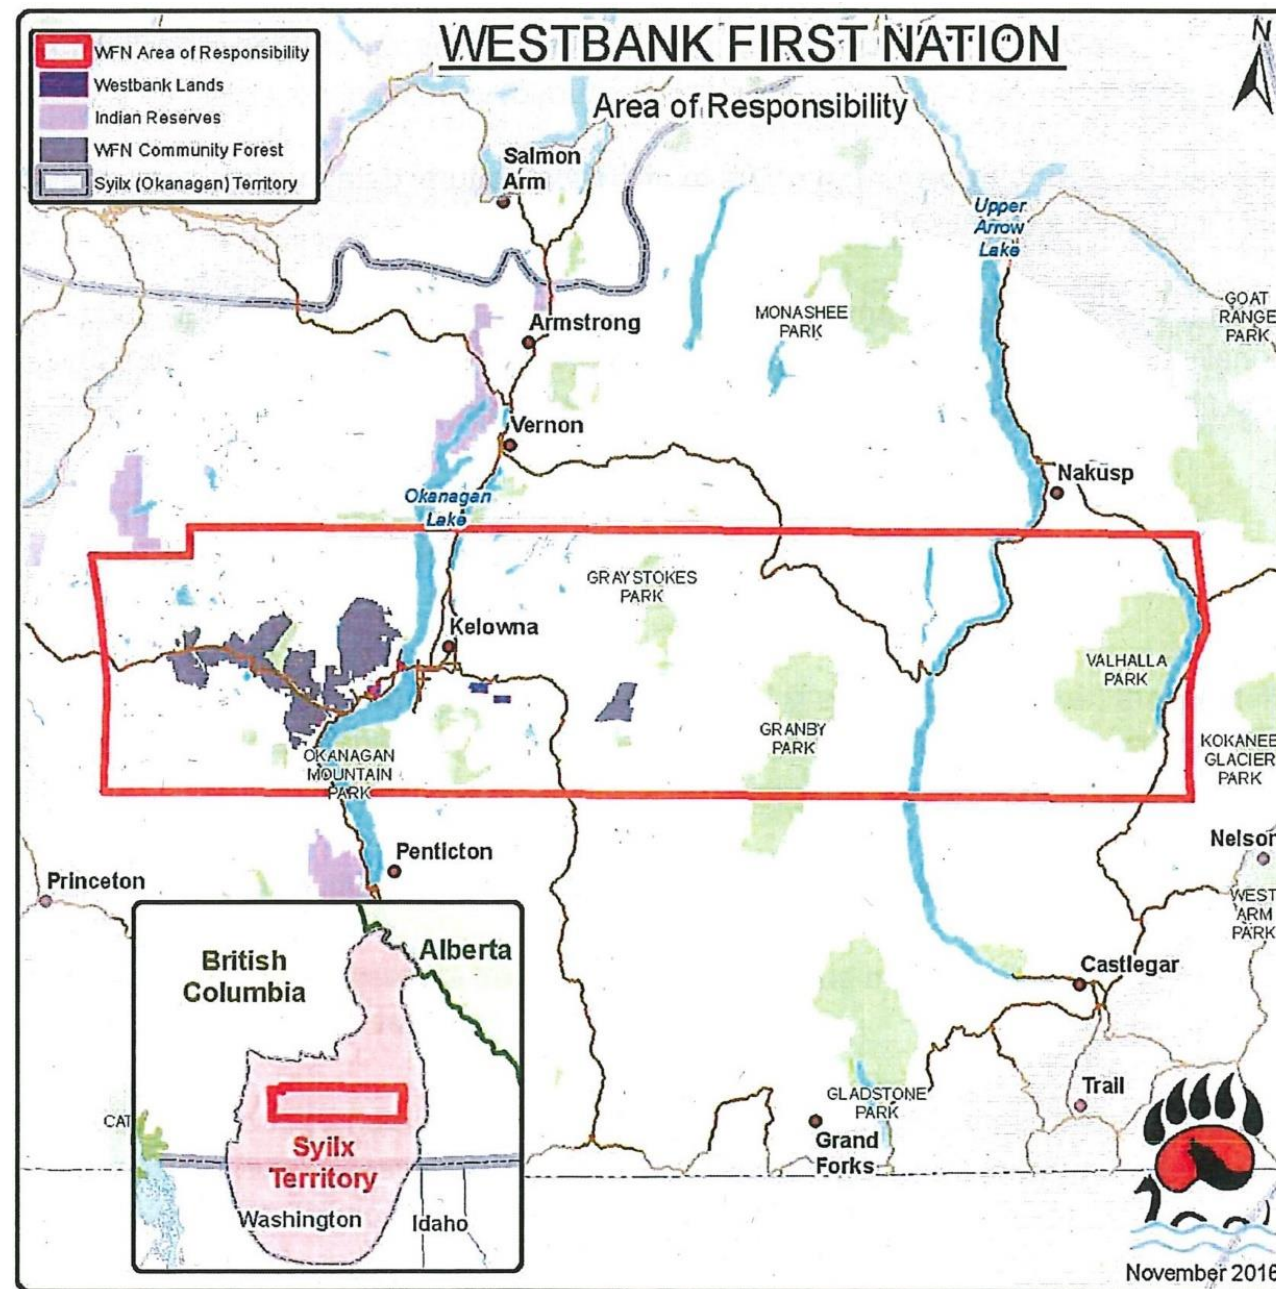 WESTBANK FIRST NATION
Area of Responsibility
WFN Area of Responsibility
Westbank Lands
Indian Reserves
WFN Community Forest
Syilx (Okanagan) Territory
N
Salmon
Arm
Upper
Arrow
Lake
MONASHEE
PARK
GOAT
RANGE
PARK
Armstrong
Vernon
Nakusp
Okanagan
Lake
GRAYSTOKES
PARK
Kelowna
VALHALLA
PARK
GRANBY
PARK
KOKANEE
GLACIER
PARK
OKANAGAN
MOUNTAIN
PARK
Penticton
Nelson
Princeton
WEST
ARM
PARK
Castlegar
British
Columbia
Alberta
CAT
Syilx
Territory
Washington
Idaho
GLADSTONE
PARK
Trail
Grand
Forks
November 2016